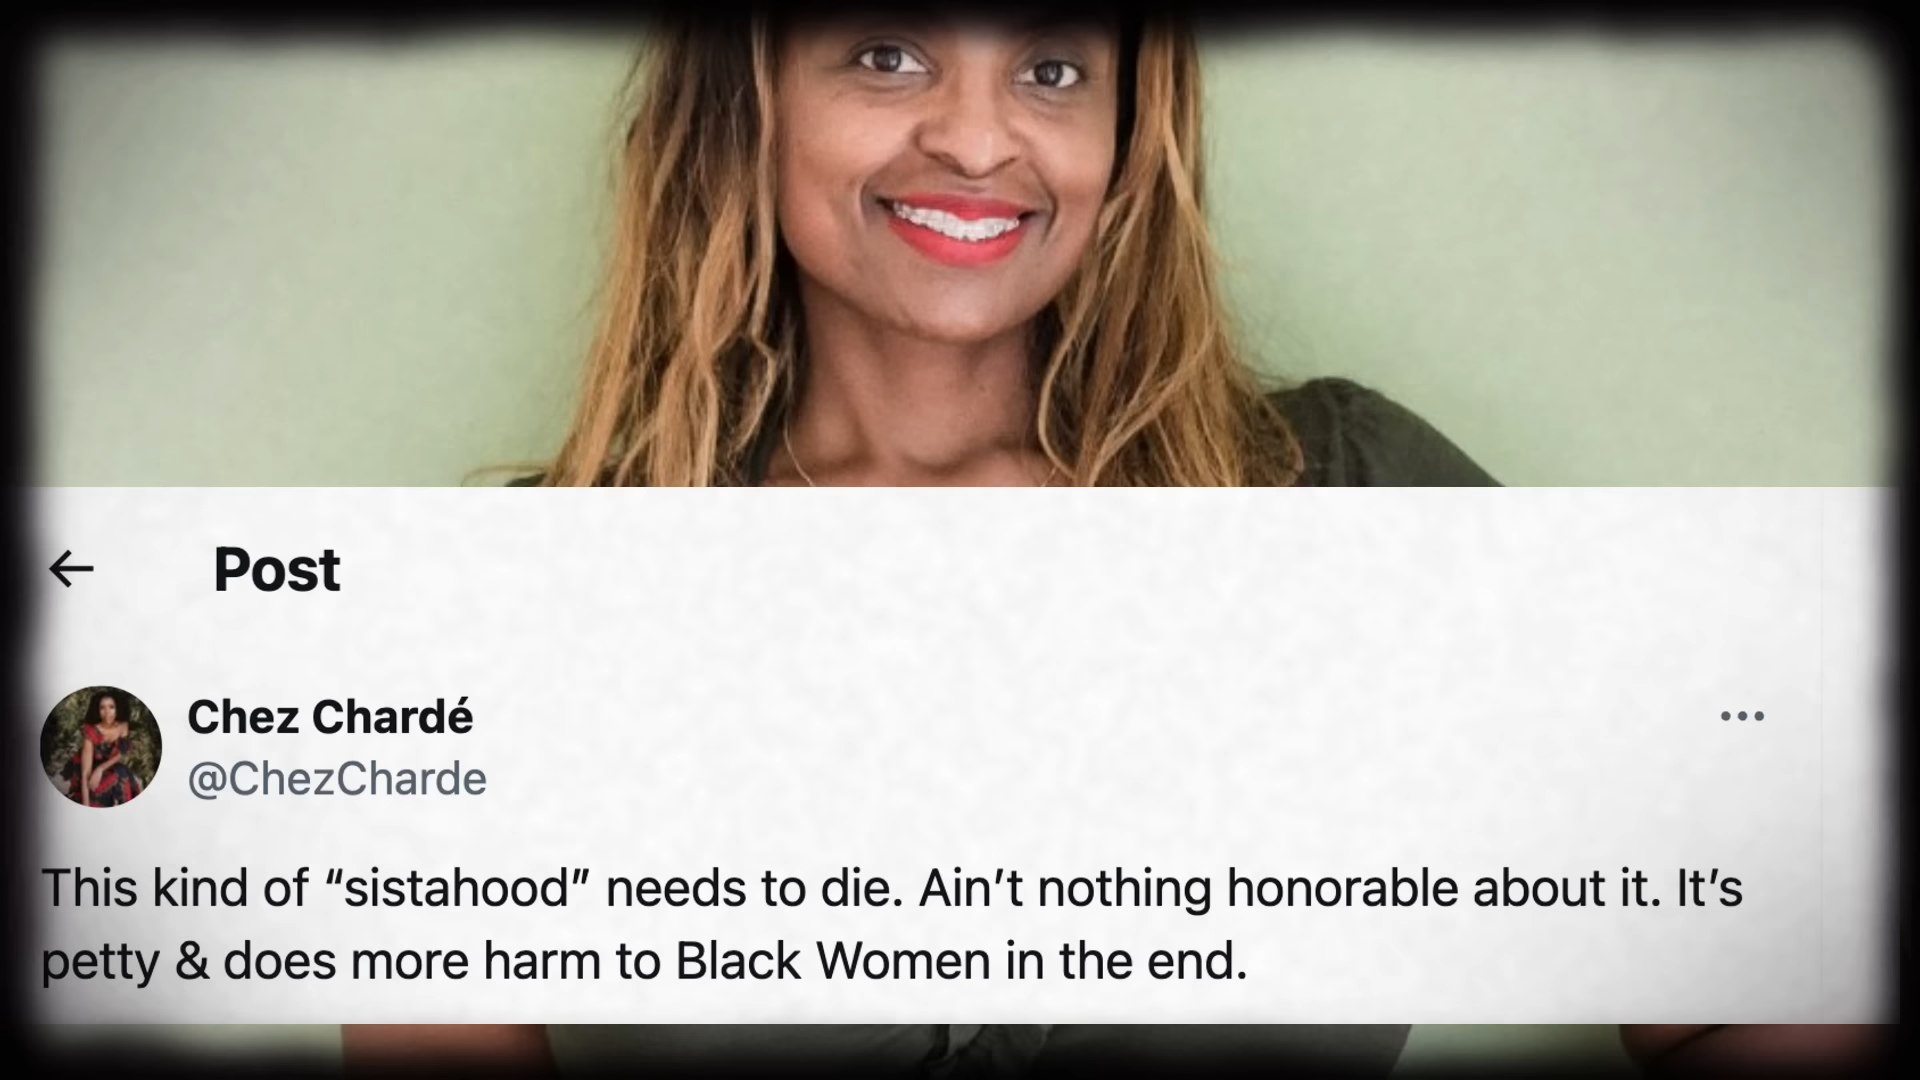 Post
Chez Chardé
@ChezCharde
This kind of “sistahood” needs to die. Ain’t nothing honorable about it. It’s
petty & does more harm to Black Women in the end.